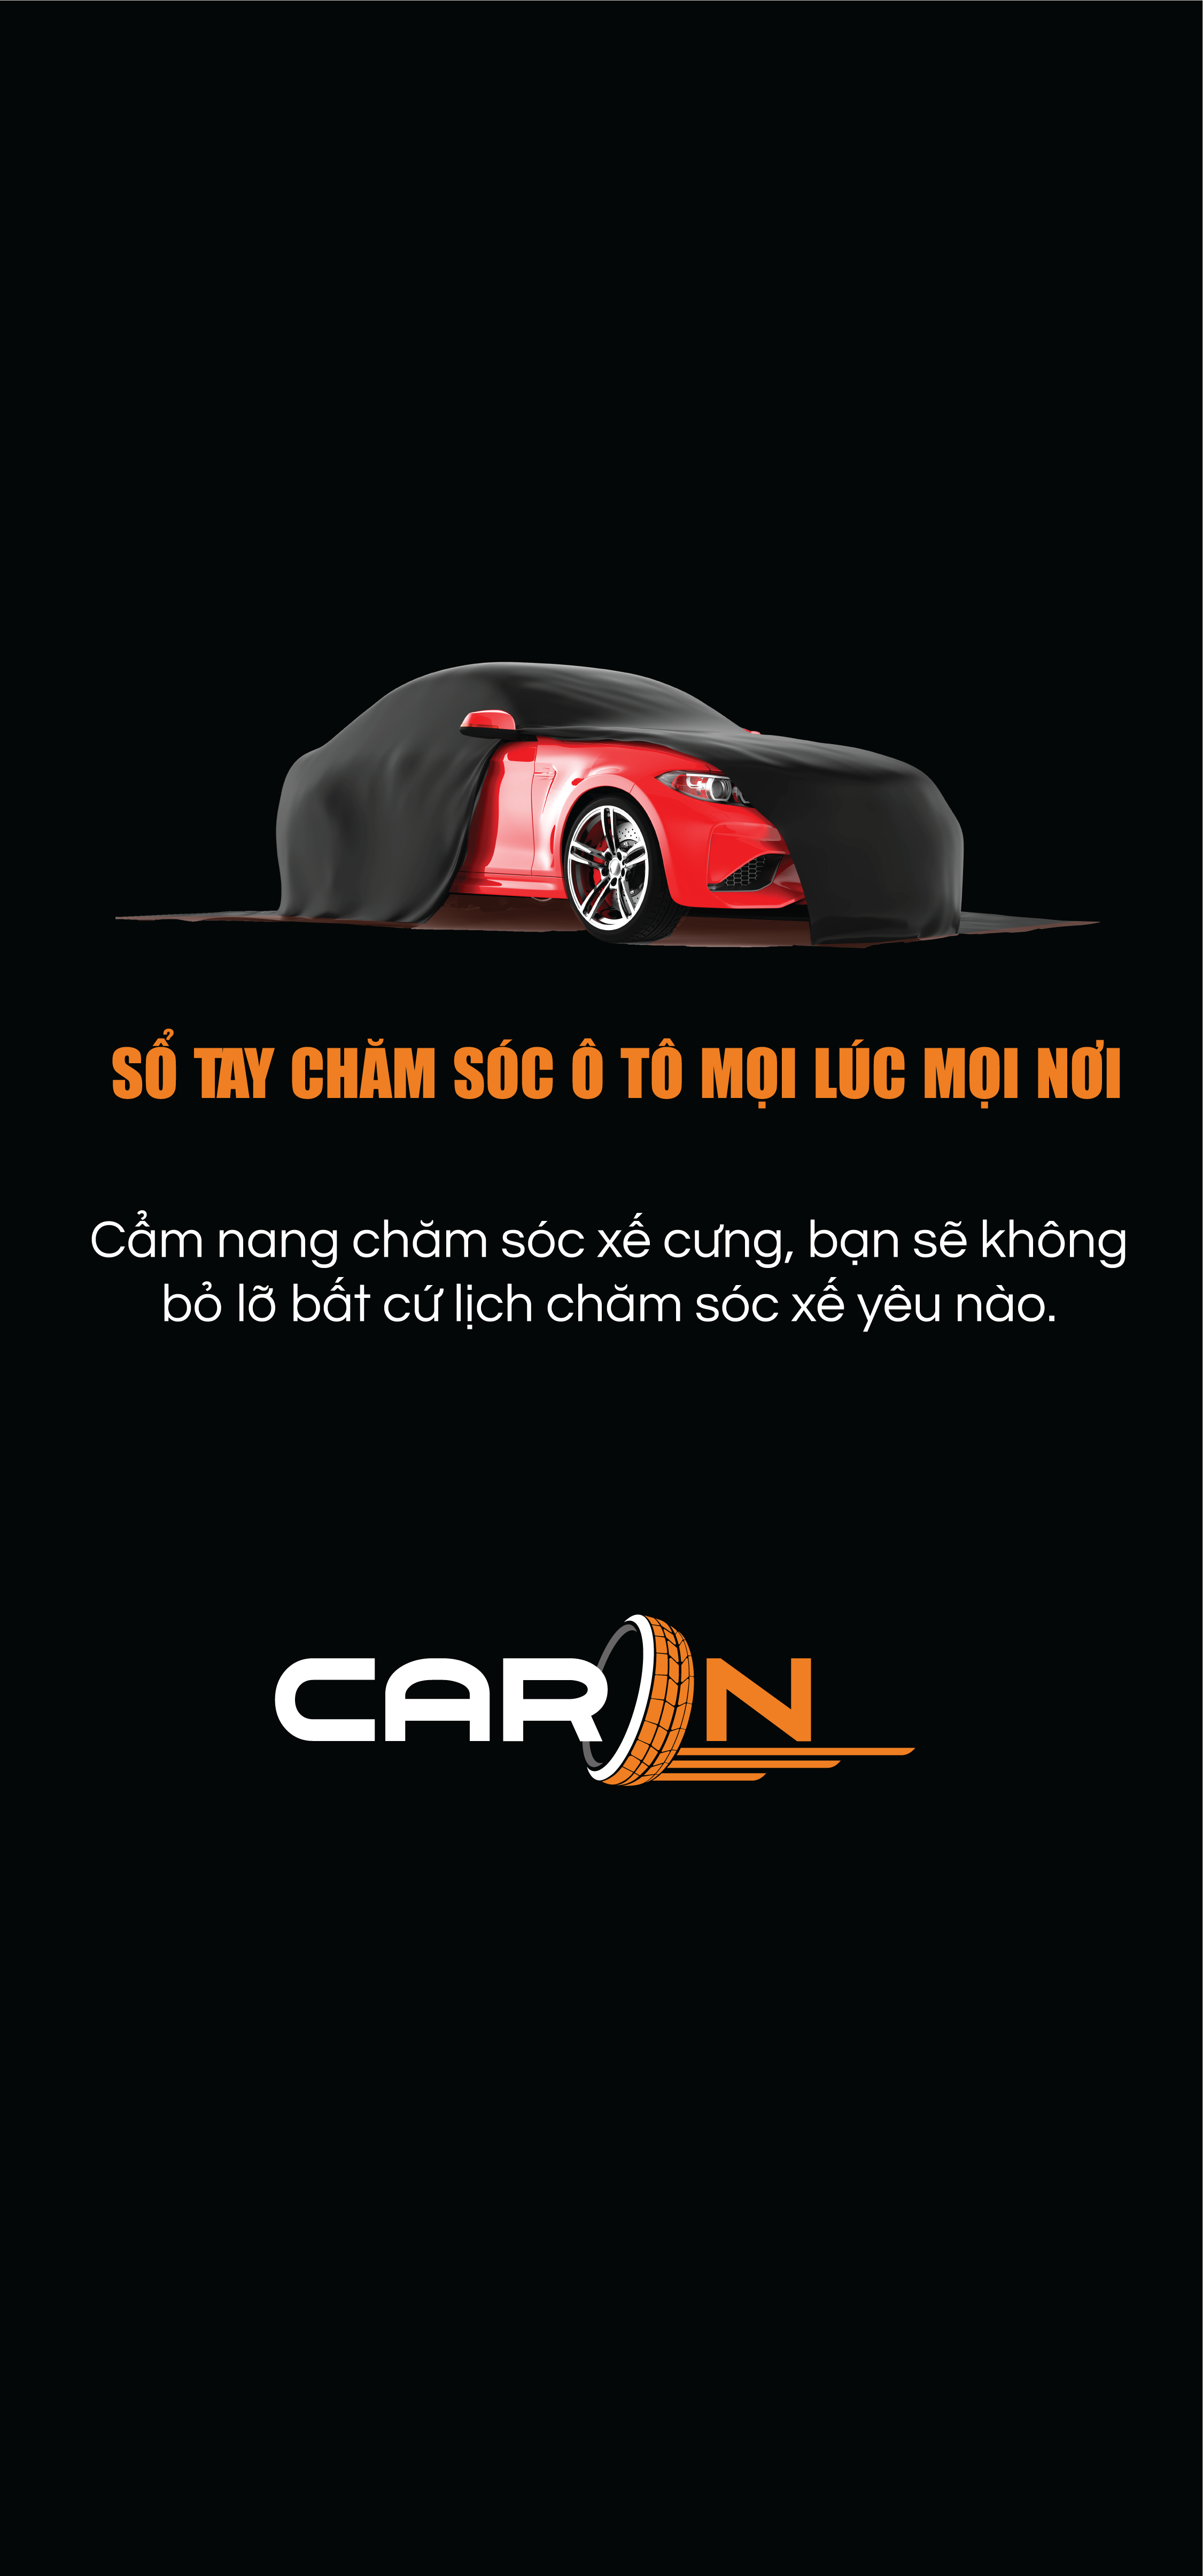 SỔ TAY CHĂM SÓC Ô TÔ MỌI LÚC MỌI NƠI
Cẩm nang chăm sóc xế cưng, bạn sẽ không
bỏ lỡ bất cứ lịch chăm sóc xế yêu nào.
CARON